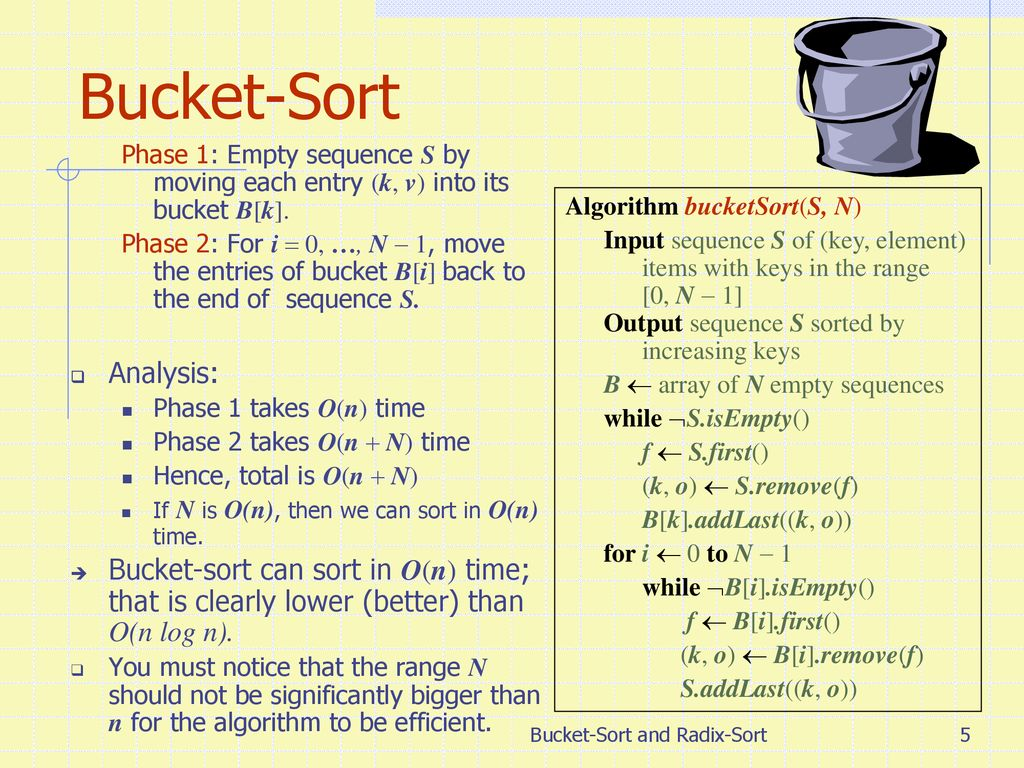 Bucket-Sort
Phase 1: Empty sequence S by
moving each entry (k, v) into its
bucket B[k].
Phase 2: For i = 0, …, N – 1, move
the entries of bucket B[i] back to
the end of sequence S.
❑ Analysis:
■ Phase 1 takes O(n) time
■ Phase 2 takes O(n + N) time
■ Hence, total is O(n + N)
■ If N is O(n), then we can sort in O(n)
time.
➔ Bucket-sort can sort in O(n) time;
that is clearly lower (better) than
O(n log n).
❑ You must notice that the range N
should not be significantly bigger than
n for the algorithm to be efficient.
Algorithm bucketSort(S, N)
Input sequence S of (key, element)
items with keys in the range
[0, N – 1]
Output sequence S sorted by
increasing keys
B ← array of N empty sequences
while ¬S.isEmpty()
f ← S.first()
(k, o) ← S.remove(f)
B[k].addLast((k, o))
for i ← 0 to N – 1
while ¬B[i].isEmpty()
f ← B[i].first()
(k, o) ← B[i].remove(f)
S.addLast((k, o))
Bucket-Sort and Radix-Sort
5